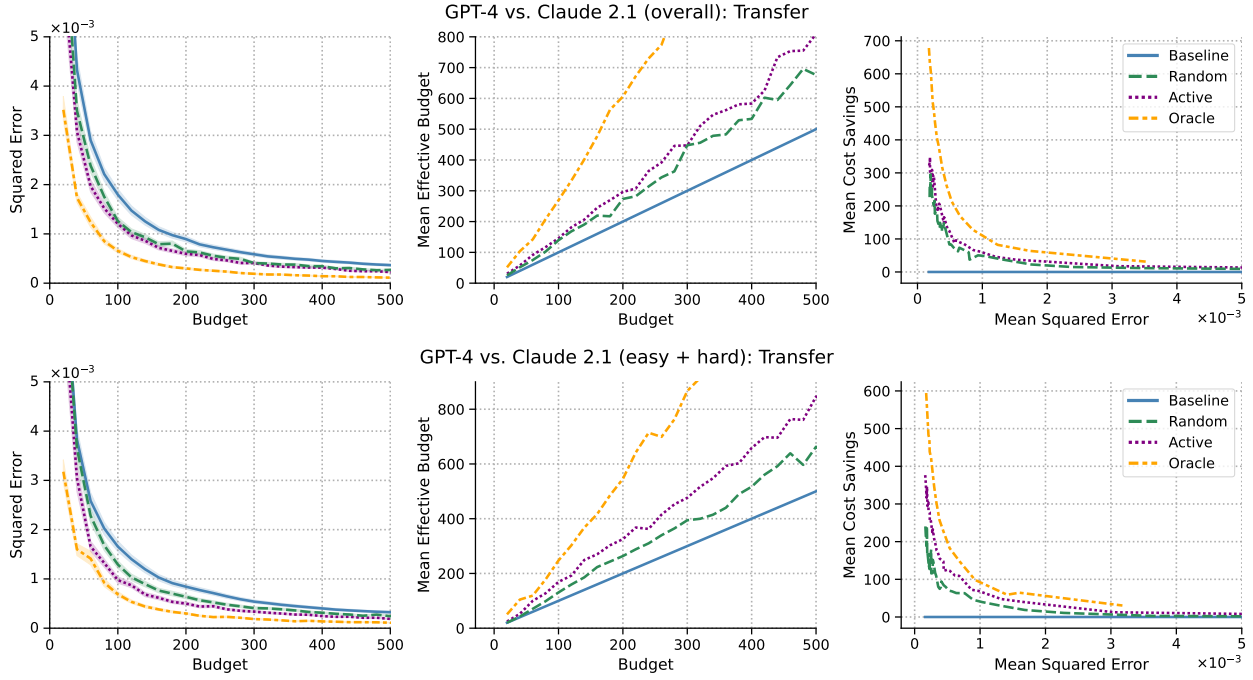 GPT-4 vs. Claude 2.1 (overall): Transfer
×10⁻³
5
4
3
2
1
0
Squared Error
0 100 200 300 400 500
Budget
800
700
600
500
400
300
200
100
0
Mean Effective Budget
0 100 200 300 400 500
Budget
700
600
500
400
300
200
100
0
Mean Cost Savings
0 1 2 3 4 5
Mean Squared Error
×10⁻³
Baseline
Random
Active
Oracle
GPT-4 vs. Claude 2.1 (easy + hard): Transfer
×10⁻³
5
4
3
2
1
0
Squared Error
0 100 200 300 400 500
Budget
800
600
400
200
0
Mean Effective Budget
0 100 200 300 400 500
Budget
600
500
400
300
200
100
0
Mean Cost Savings
0 1 2 3 4 5
Mean Squared Error
×10⁻³
Baseline
Random
Active
Oracle